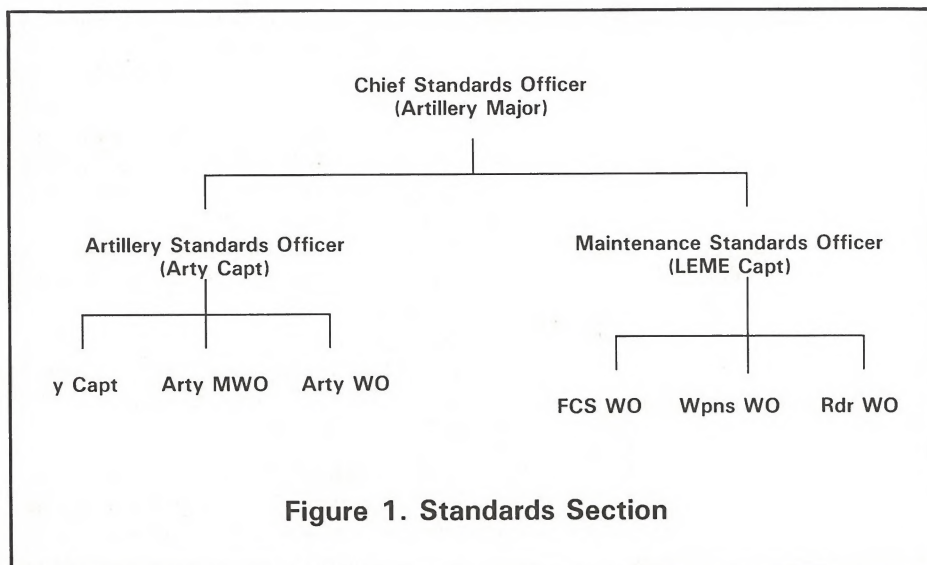 Chief Standards Officer
(Artillery Major)
Artillery Standards Officer
(Arty Capt)
Maintenance Standards Officer
(LEME Capt)
y Capt
Arty MWO
Arty WO
FCS WO
Wpns WO
Rdr WO
Figure 1. Standards Section